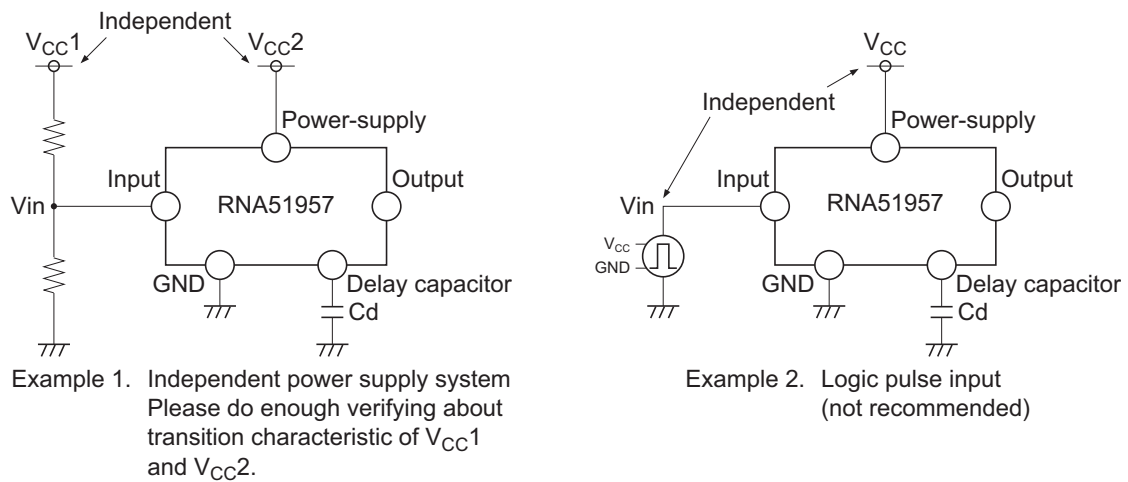 Independent
VCC1
VCC2
Power-supply
Input
Output
Vin
RNA51957
GND
Delay capacitor
Cd
Example 1. Independent power supply system
Please do enough verifying about
transition characteristic of VCC1
and VCC2.
VCC
Independent
Power-supply
Input
Output
Vin
RNA51957
VCC
GND
GND
Delay capacitor
Cd
Example 2. Logic pulse input
(not recommended)